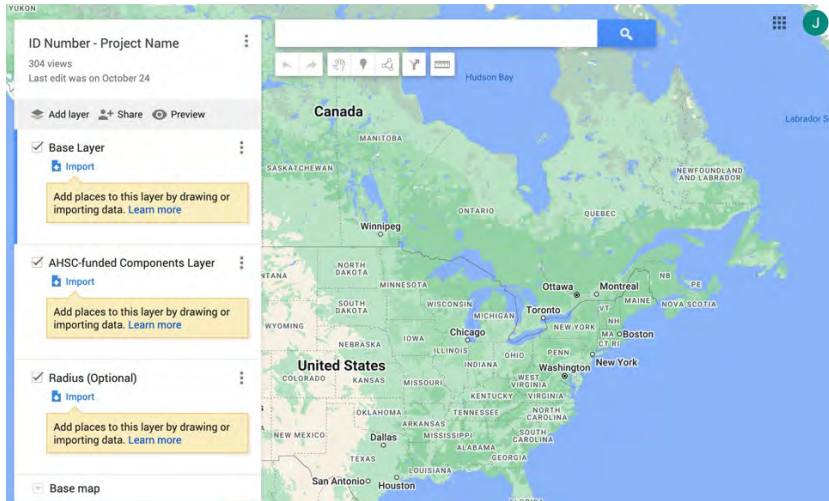 YUKON
ID Number - Project Name
304 views
Last edit was on October 24
Add layer Share Preview
Base Layer
Import
Add places to this layer by drawing or
importing data. Learn more
AHSC-funded Components Layer
Import
Add places to this layer by drawing or
importing data. Learn more
Radius (Optional)
Import
Add places to this layer by drawing or
importing data. Learn more
Base map
J
Hudson Bay
Canada
Labrador S
MANITOBA
SASKATCHEWAN
NEWFOUNDLAND
AND LABRADOR
ONTARIO
QUEBEC
Winnipeg
NORTH
DAKOTA
NTANA
MINNESOTA
NB
PE
Ottawa
Montreal
SOUTH
DAKOTA
WISCONSIN
MICHIGAN
Toronto
VT
MAINE
NOVA SCOTIA
NH
WYOMING
NEW YORK
MA
Boston
Chicago
CT RI
IOWA
NEBRASKA
ILLINOIS
OHIO
PENN
New York
INDIANA
Washington
United States
COLORADO
KANSAS
MISSOURI
WEST
VIRGINIA
KENTUCKY
VIRGINIA
OKLAHOMA
TENNESSEE
NORTH
CAROLINA
ARKANSAS
NEW MEXICO
Dallas
MISSISSIPPI
SOUTH
CAROLINA
ALABAMA
TEXAS
GEORGIA
LOUISIANA
San Antonio
Houston